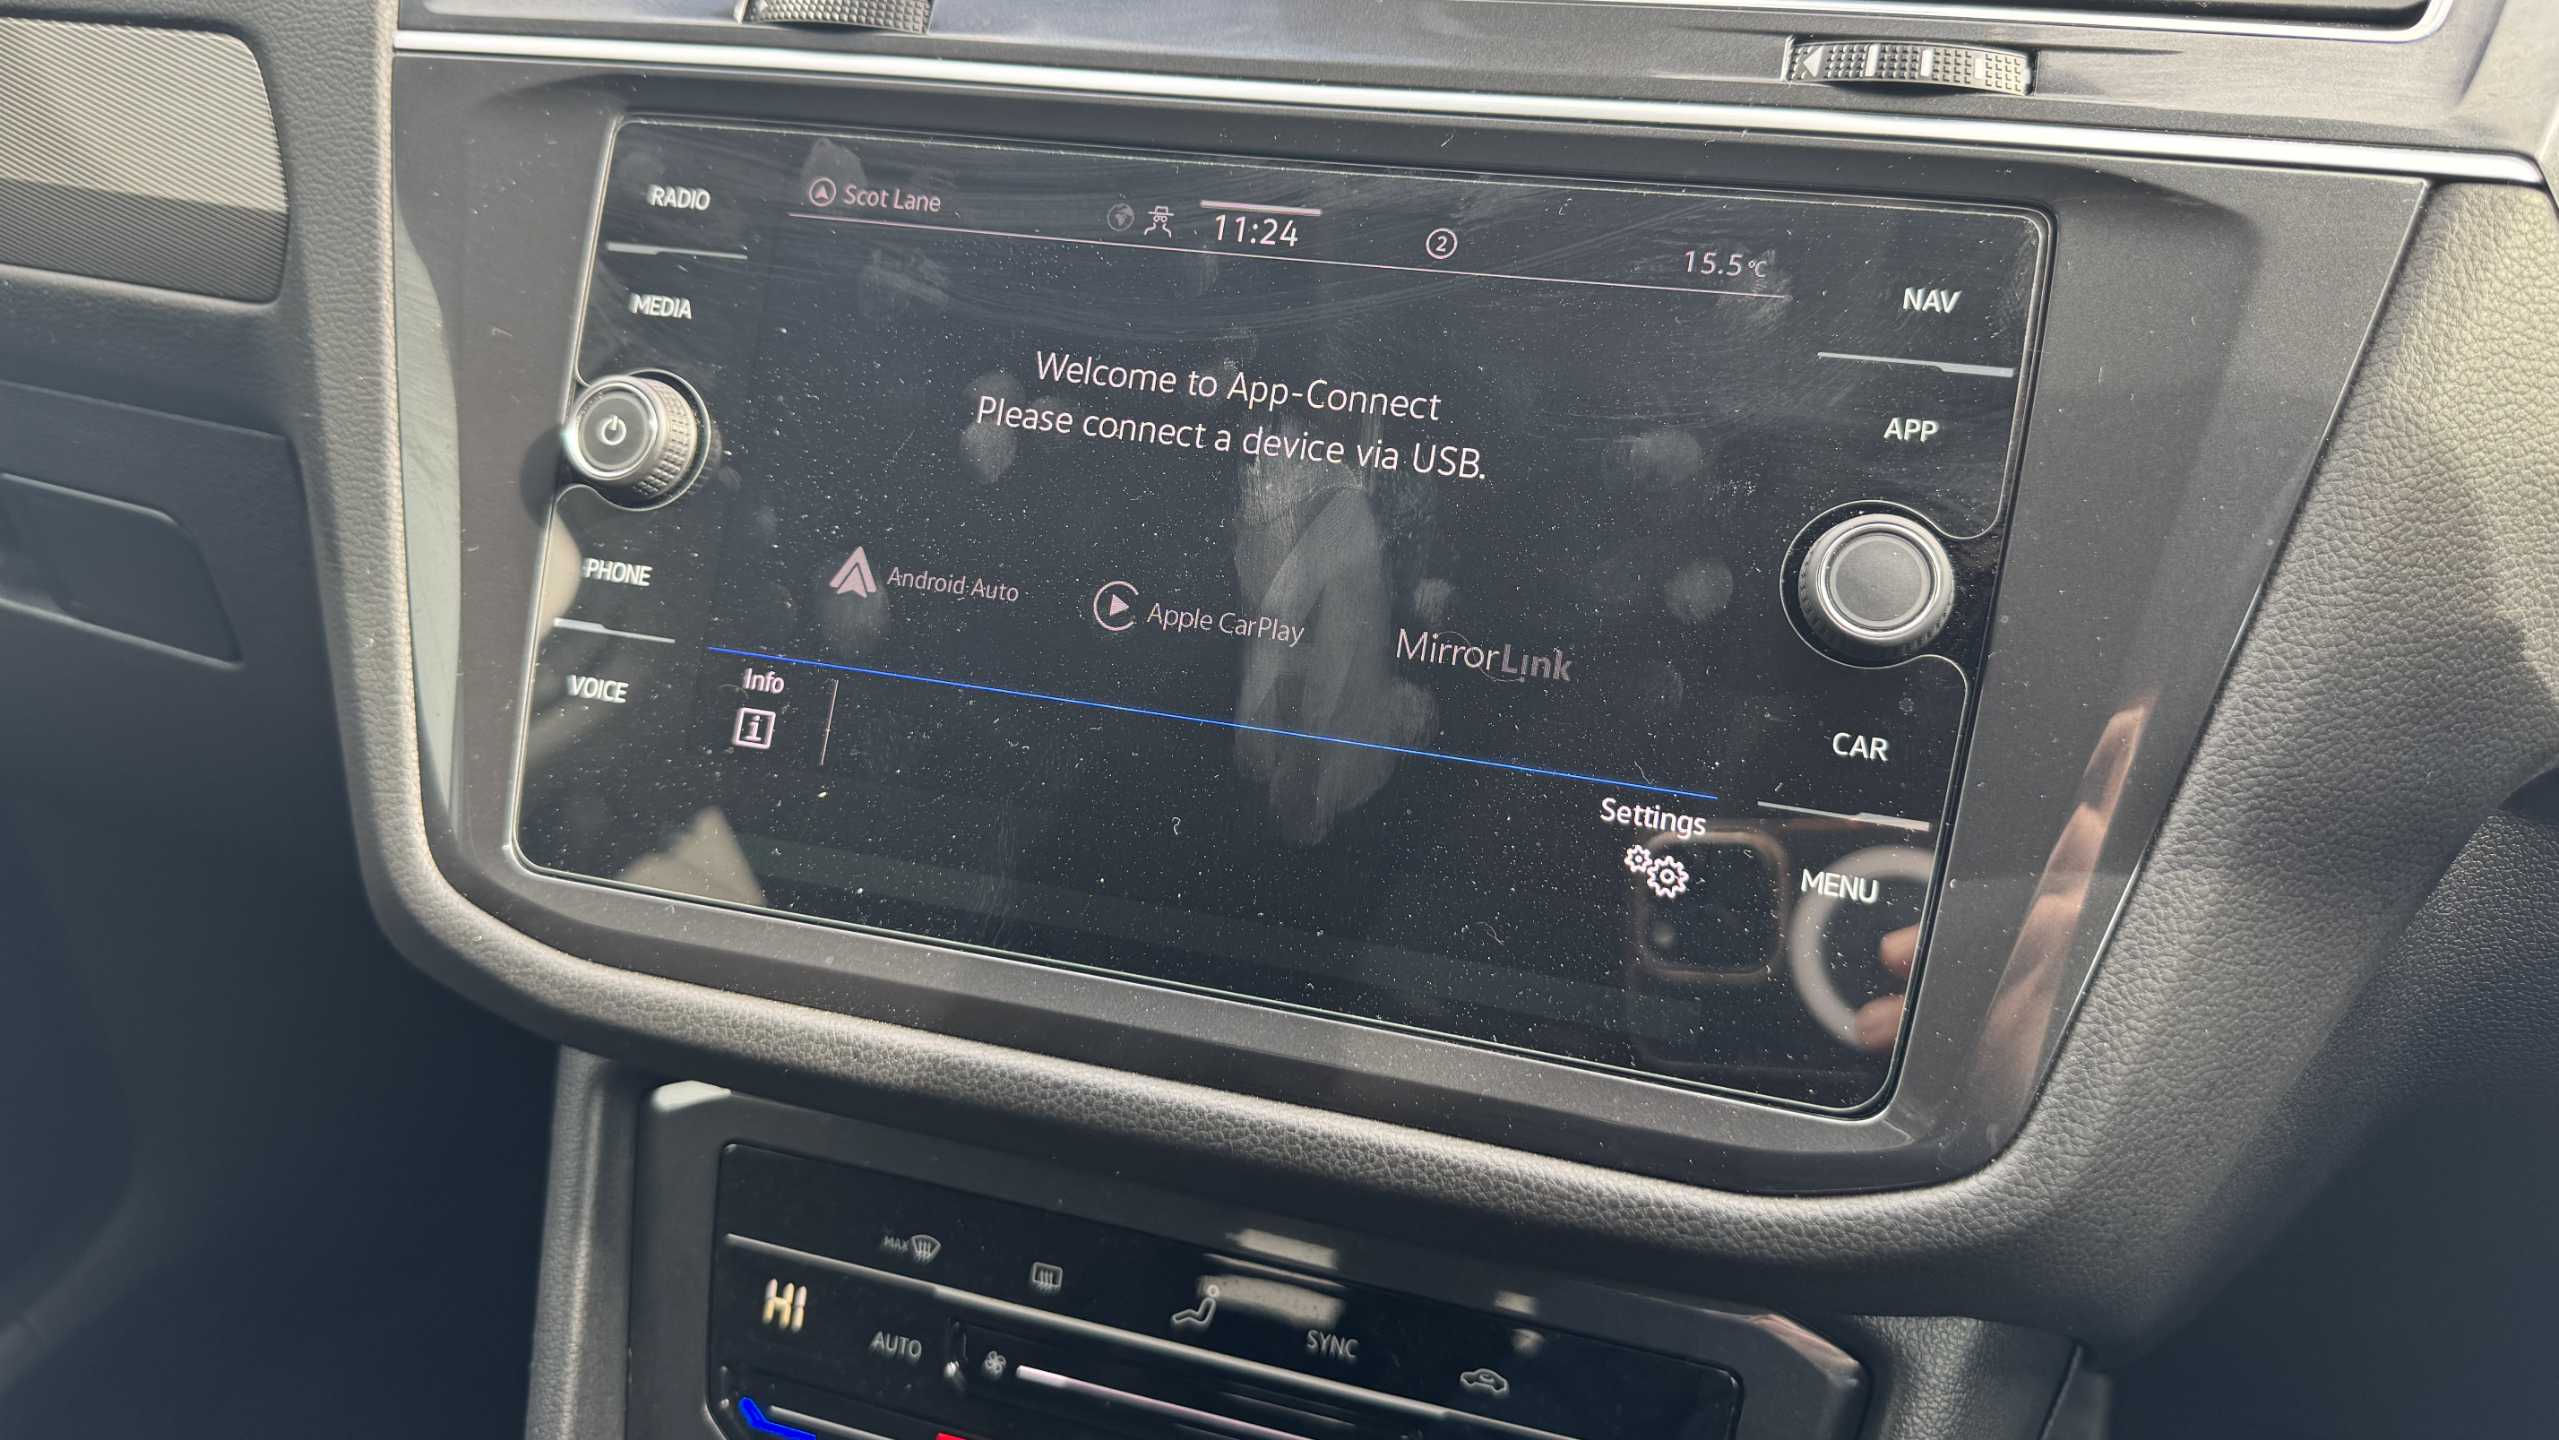 RADIO
MEDIA
PHONE
VOICE
Scot Lane
11:24
2
15.5°C
Welcome to App-Connect
Please connect a device via USB.
Android Auto
Apple CarPlay
MirrorLink
Info
i
Settings
NAV
APP
CAR
MENU
MAX
HI
AUTO
SYNC